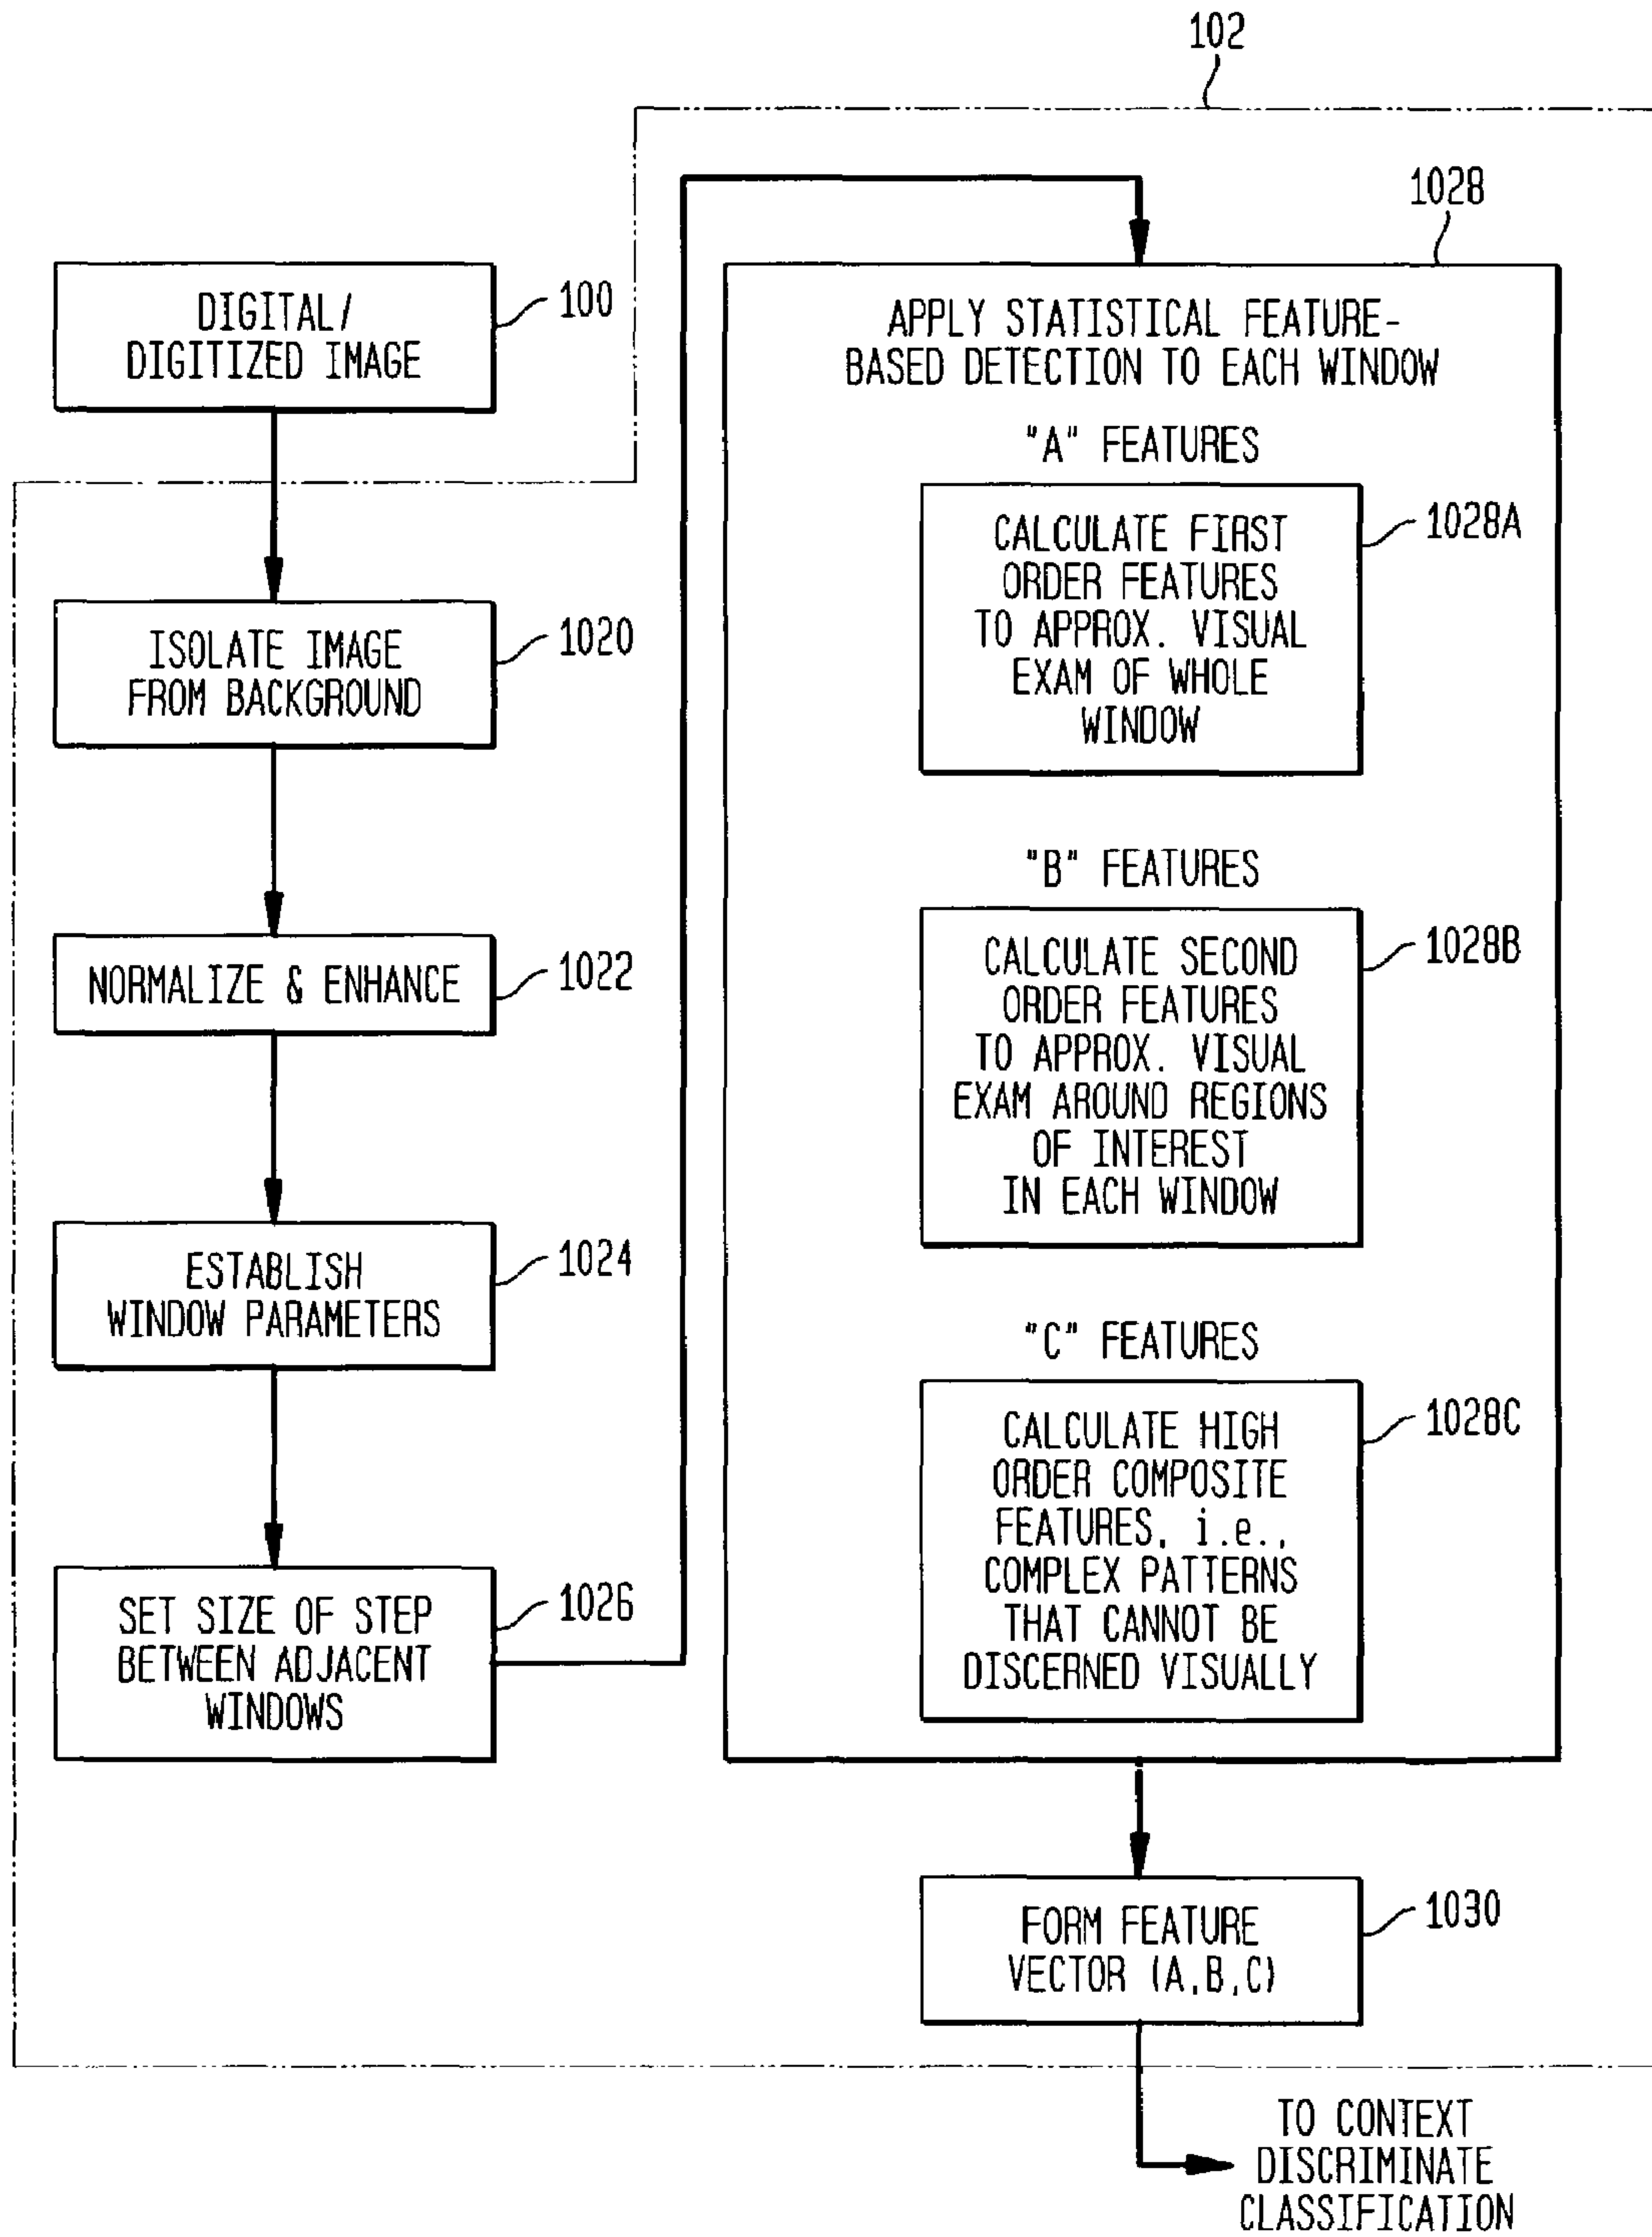 102
DIGITAL/
DIGITIZED IMAGE
100
ISOLATE IMAGE
FROM BACKGROUND
1020
NORMALIZE & ENHANCE
1022
ESTABLISH
WINDOW PARAMETERS
1024
SET SIZE OF STEP
BETWEEN ADJACENT
WINDOWS
1026
1028
APPLY STATISTICAL FEATURE-
BASED DETECTION TO EACH WINDOW
"A" FEATURES
CALCULATE FIRST
ORDER FEATURES
TO APPROX. VISUAL
EXAM OF WHOLE
WINDOW
1028A
"B" FEATURES
CALCULATE SECOND
ORDER FEATURES
TO APPROX. VISUAL
EXAM AROUND REGIONS
OF INTEREST
IN EACH WINDOW
1028B
"C" FEATURES
CALCULATE HIGH
ORDER COMPOSITE
FEATURES, i.e.,
COMPLEX PATTERNS
THAT CANNOT BE
DISCERNED VISUALLY
1028C
FORM FEATURE
VECTOR (A,B,C)
1030
TO CONTEXT
DISCRIMINATE
CLASSIFICATION